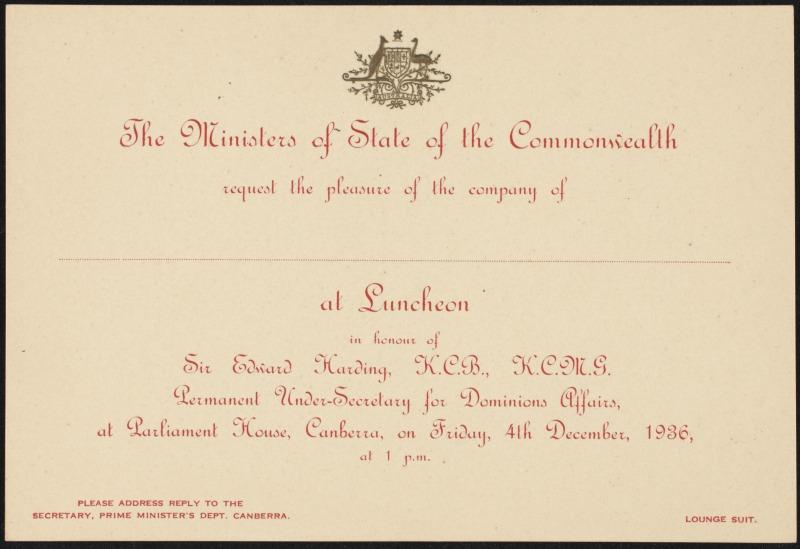 AUSTRALIA
The Ministers of State of the Commonwealth
request the pleasure of the company of
at Luncheon
in honour of
Sir Edward Harding, K.C.B., K.C.M.G.
Permanent Under-Secretary for Dominions Affairs,
at Parliament House, Canberra, on Friday, 4th December, 1936,
at 1 p.m.
PLEASE ADDRESS REPLY TO THE
SECRETARY, PRIME MINISTER'S DEPT. CANBERRA.
LOUNGE SUIT.